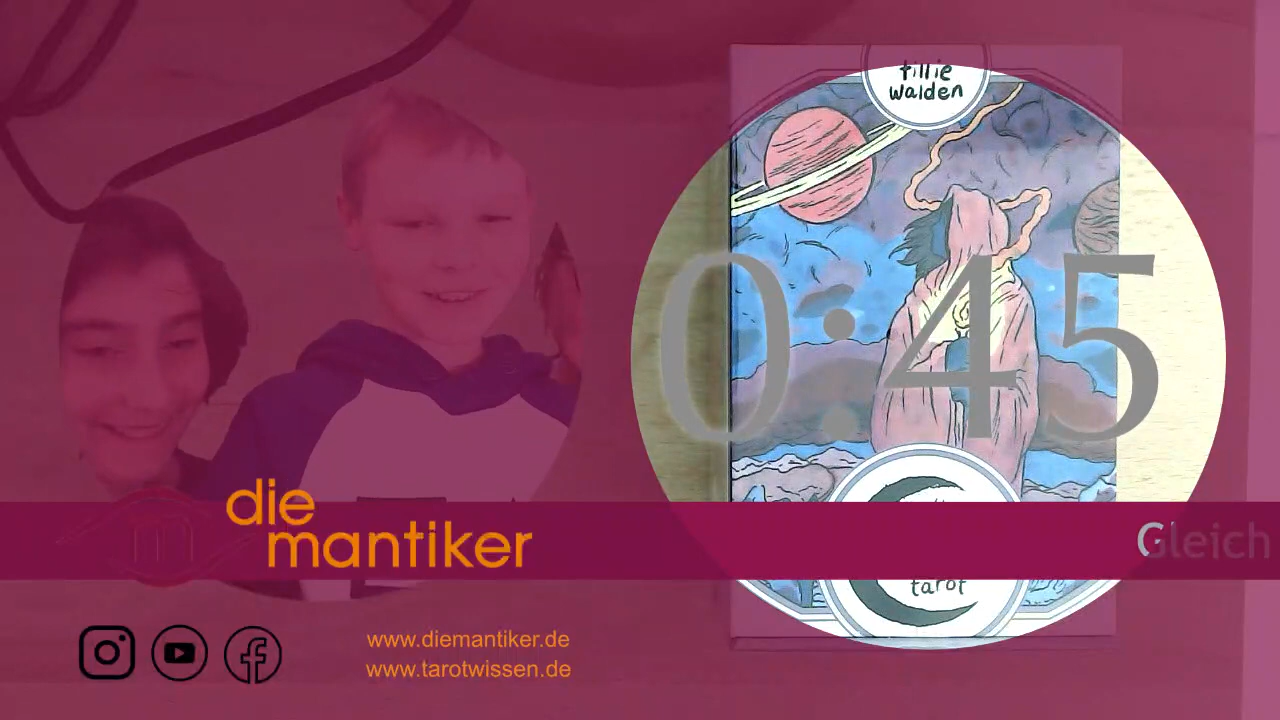 tillie
walden
0:45
die
mantiker
Gleich
tarot
www.diemantiker.de
www.tarotwissen.de